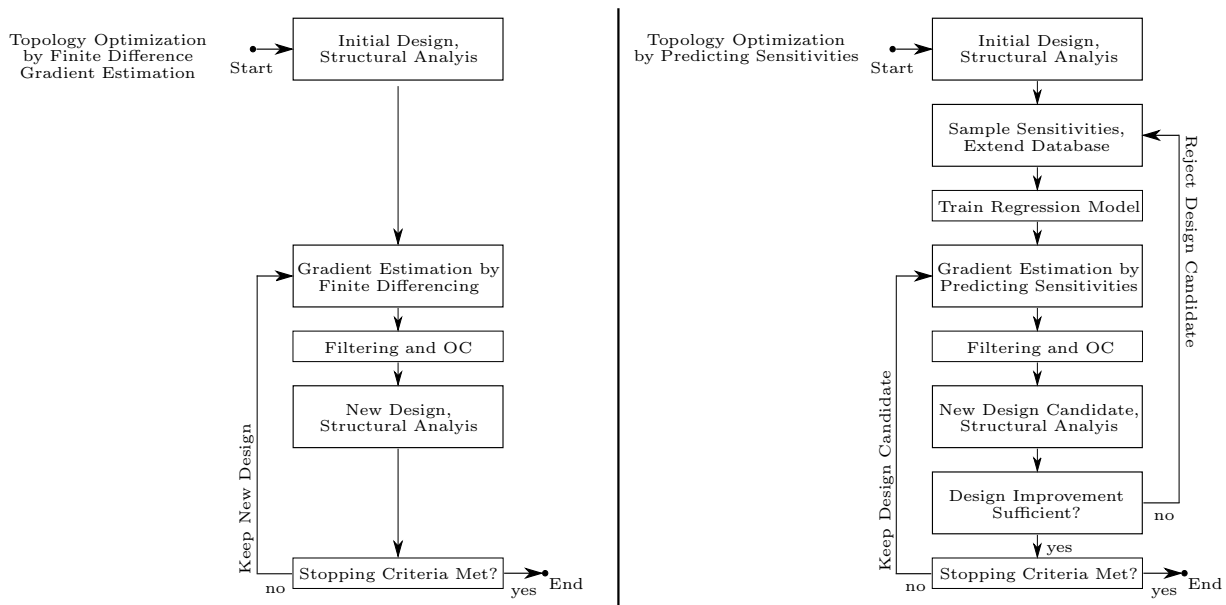 Topology Optimization
by Finite Difference
Gradient Estimation
Start
Initial Design,
Structural Analyis
Gradient Estimation by
Finite Differencing
Filtering and OC
New Design,
Structural Analyis
Keep New Design
Stopping Criteria Met?
no
yes
End
Topology Optimization
by Predicting Sensitivities
Start
Initial Design,
Structural Analyis
Sample Sensitivities,
Extend Database
Train Regression Model
Gradient Estimation by
Predicting Sensitivities
Filtering and OC
New Design Candidate,
Structural Analysis
Design Improvement
Sufficient?
no
Reject Design Candidate
yes
Keep Design Candidate
Stopping Criteria Met?
no
yes
End